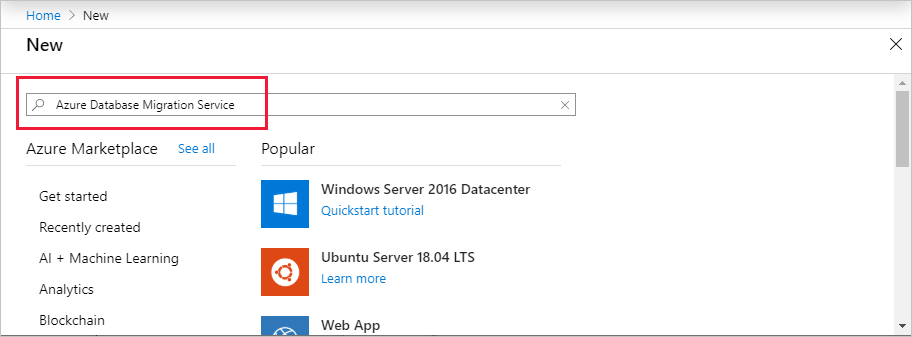 Home > New
New
Azure Database Migration Service
Azure Marketplace See all
Popular
Get started
Recently created
AI + Machine Learning
Analytics
Blockchain
Windows Server 2016 Datacenter
Quickstart tutorial
Ubuntu Server 18.04 LTS
Learn more
Web App